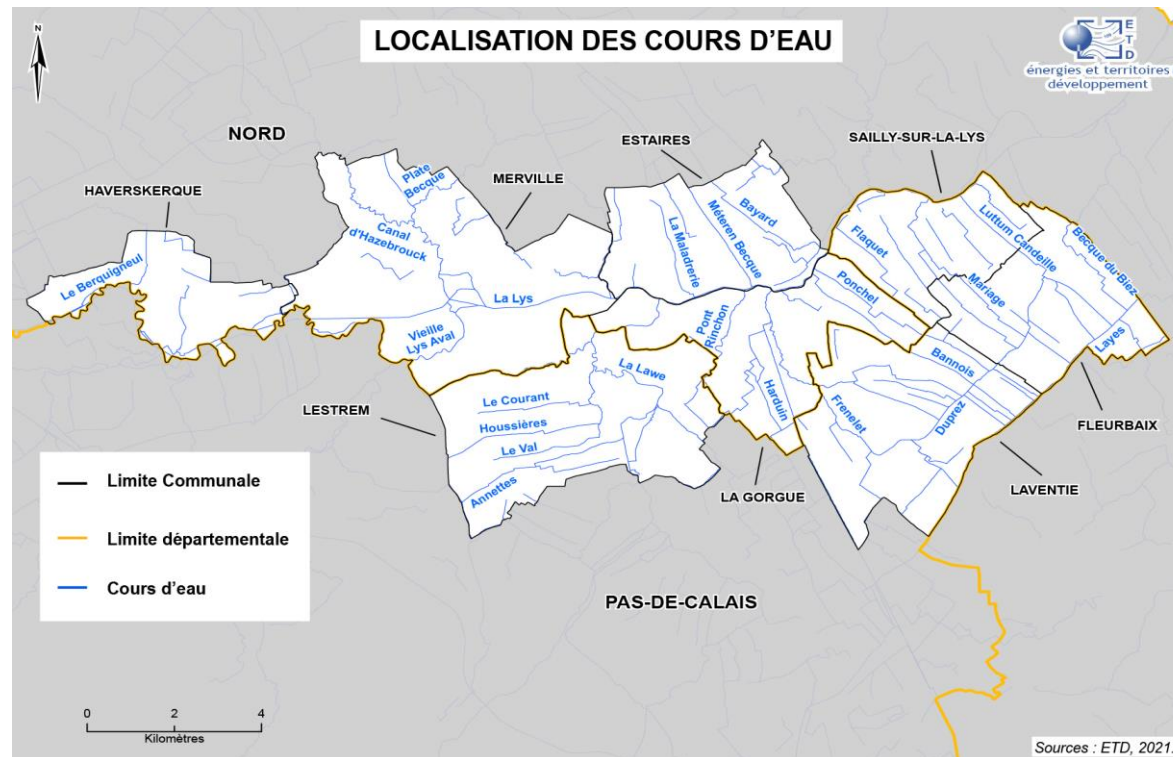 LOCALISATION DES COURS D'EAU
N
E
T
D
énergies et territoires
développement
NORD
HAVERSKERQUE
MERVILLE
ESTAIRES
SAILLY-SUR-LA-LYS
Plate
Becque
Canal
d'Hazebrouck
Le Berquigneul
La Lys
Vieille
Lys Aval
La Maladrerie
Méteren Becque
Bayard
Flaquet
Ponchel
Luttum Candeille
Becque du Biez
Mariage
Layes
Pont
Rinchon
Harduin
Bannois
Frenelet
Duprez
La Lawe
Le Courant
Houssières
Le Val
Annettes
LESTREM
LA GORGUE
LAVENTIE
FLEURBAIX
PAS-DE-CALAIS
Limite Communale
Limite départementale
Cours d'eau
0 2 4
Kilomètres
Sources : ETD, 2021.